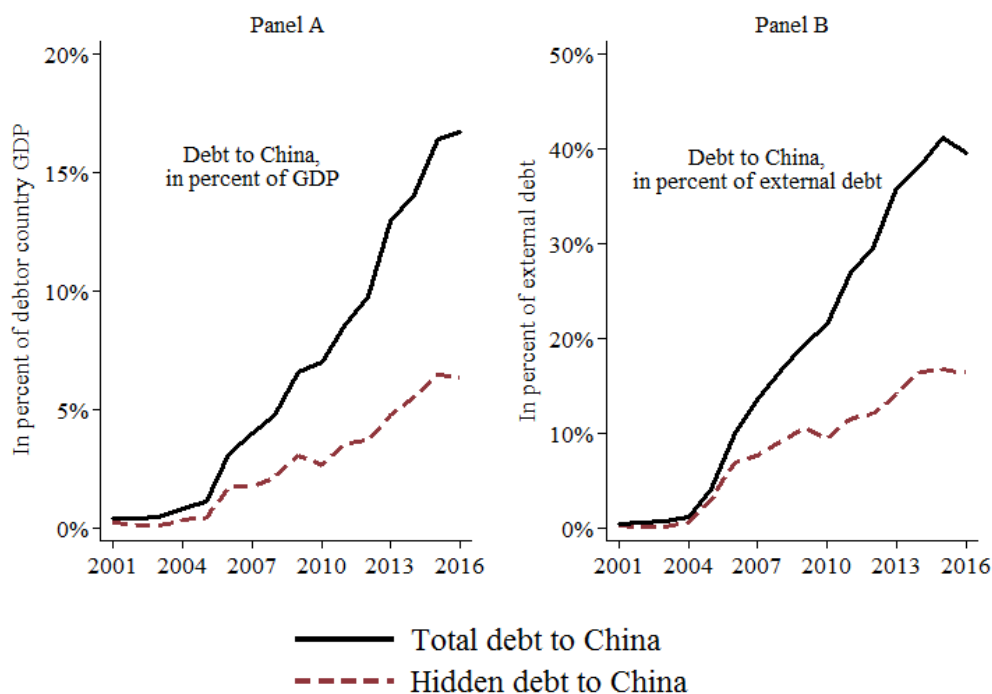 Panel A
20%
15%
10%
5%
0%
In percent of debtor country GDP
Debt to China,
in percent of GDP
2001 2004 2007 2010 2013 2016
Panel B
50%
40%
30%
20%
10%
0%
In percent of external debt
Debt to China,
in percent of external debt
2001 2004 2007 2010 2013 2016
Total debt to China
Hidden debt to China